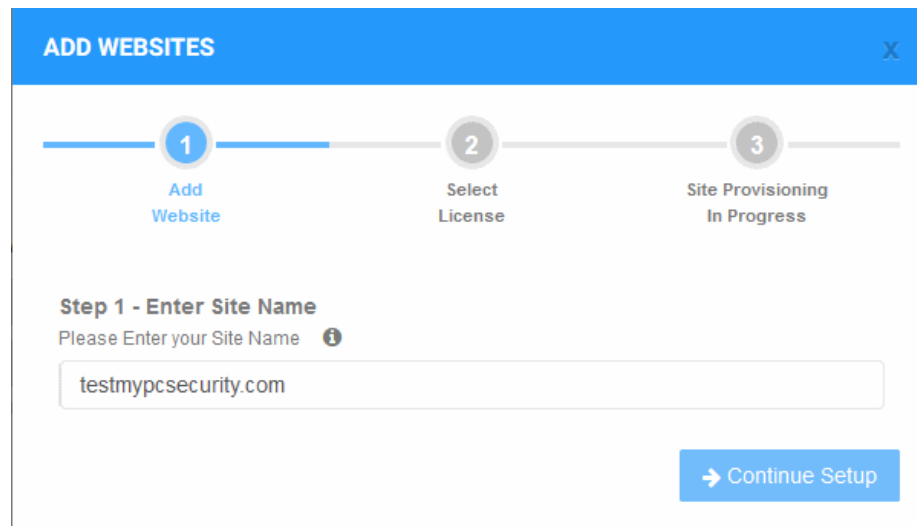 ADD WEBSITES
X
1
2
3
Add
Website
Select
License
Site Provisioning
In Progress
Step 1 - Enter Site Name
Please Enter your Site Name
testmypcsecurity.com
Continue Setup